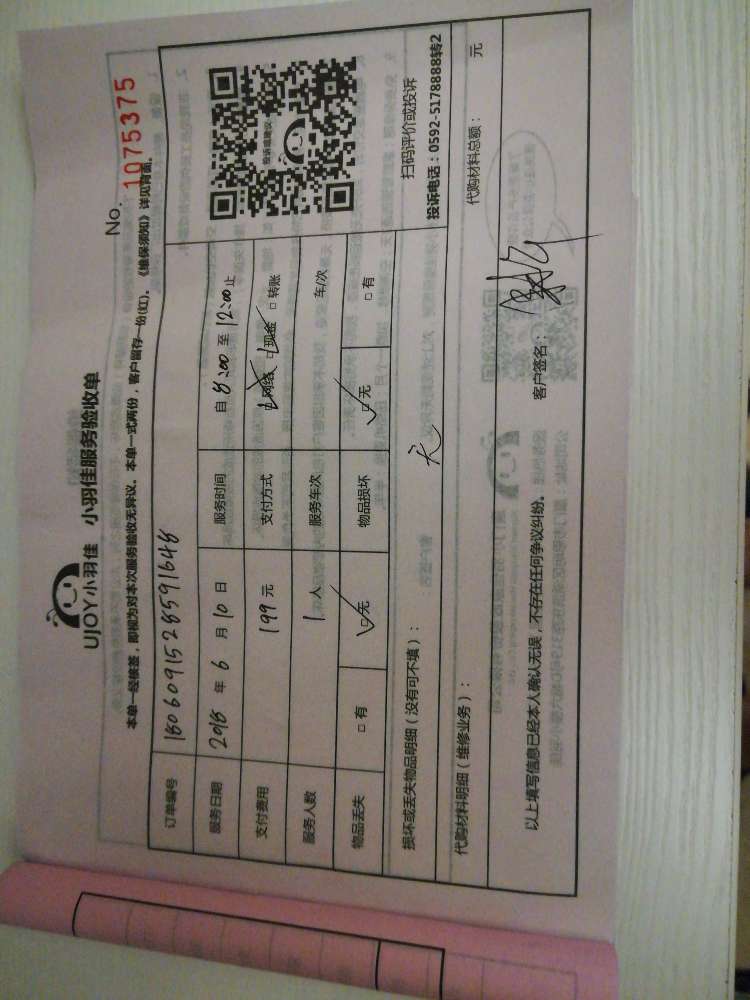 UJOY小羽佳 小羽佳服务验收单
No. 1075375
本单一经核签，即视为对本次服务验收无异议。本单一式两份，客户留存一份(红)。《维保须知》详见背面。
订单编号 1806091528591648
服务日期 2018 年 6 月 10 日 服务时间 自 8:00 至 12:00 止
支付费用 199 元 支付方式 □网络 □现金 □转账
服务人数 1 人 服务车次 车/次
物品丢失 □有 □无 物品损坏 □无 □有
投诉或建议
扫码评价或投诉
投诉电话：0592-5178888转2
损坏或丢失物品明细（没有可不填）： 无
代购材料明细（维修业务）： 代购材料总额： 元
以上填写信息已经本人确认无误，不存在任何争议纠纷。 客户签名：